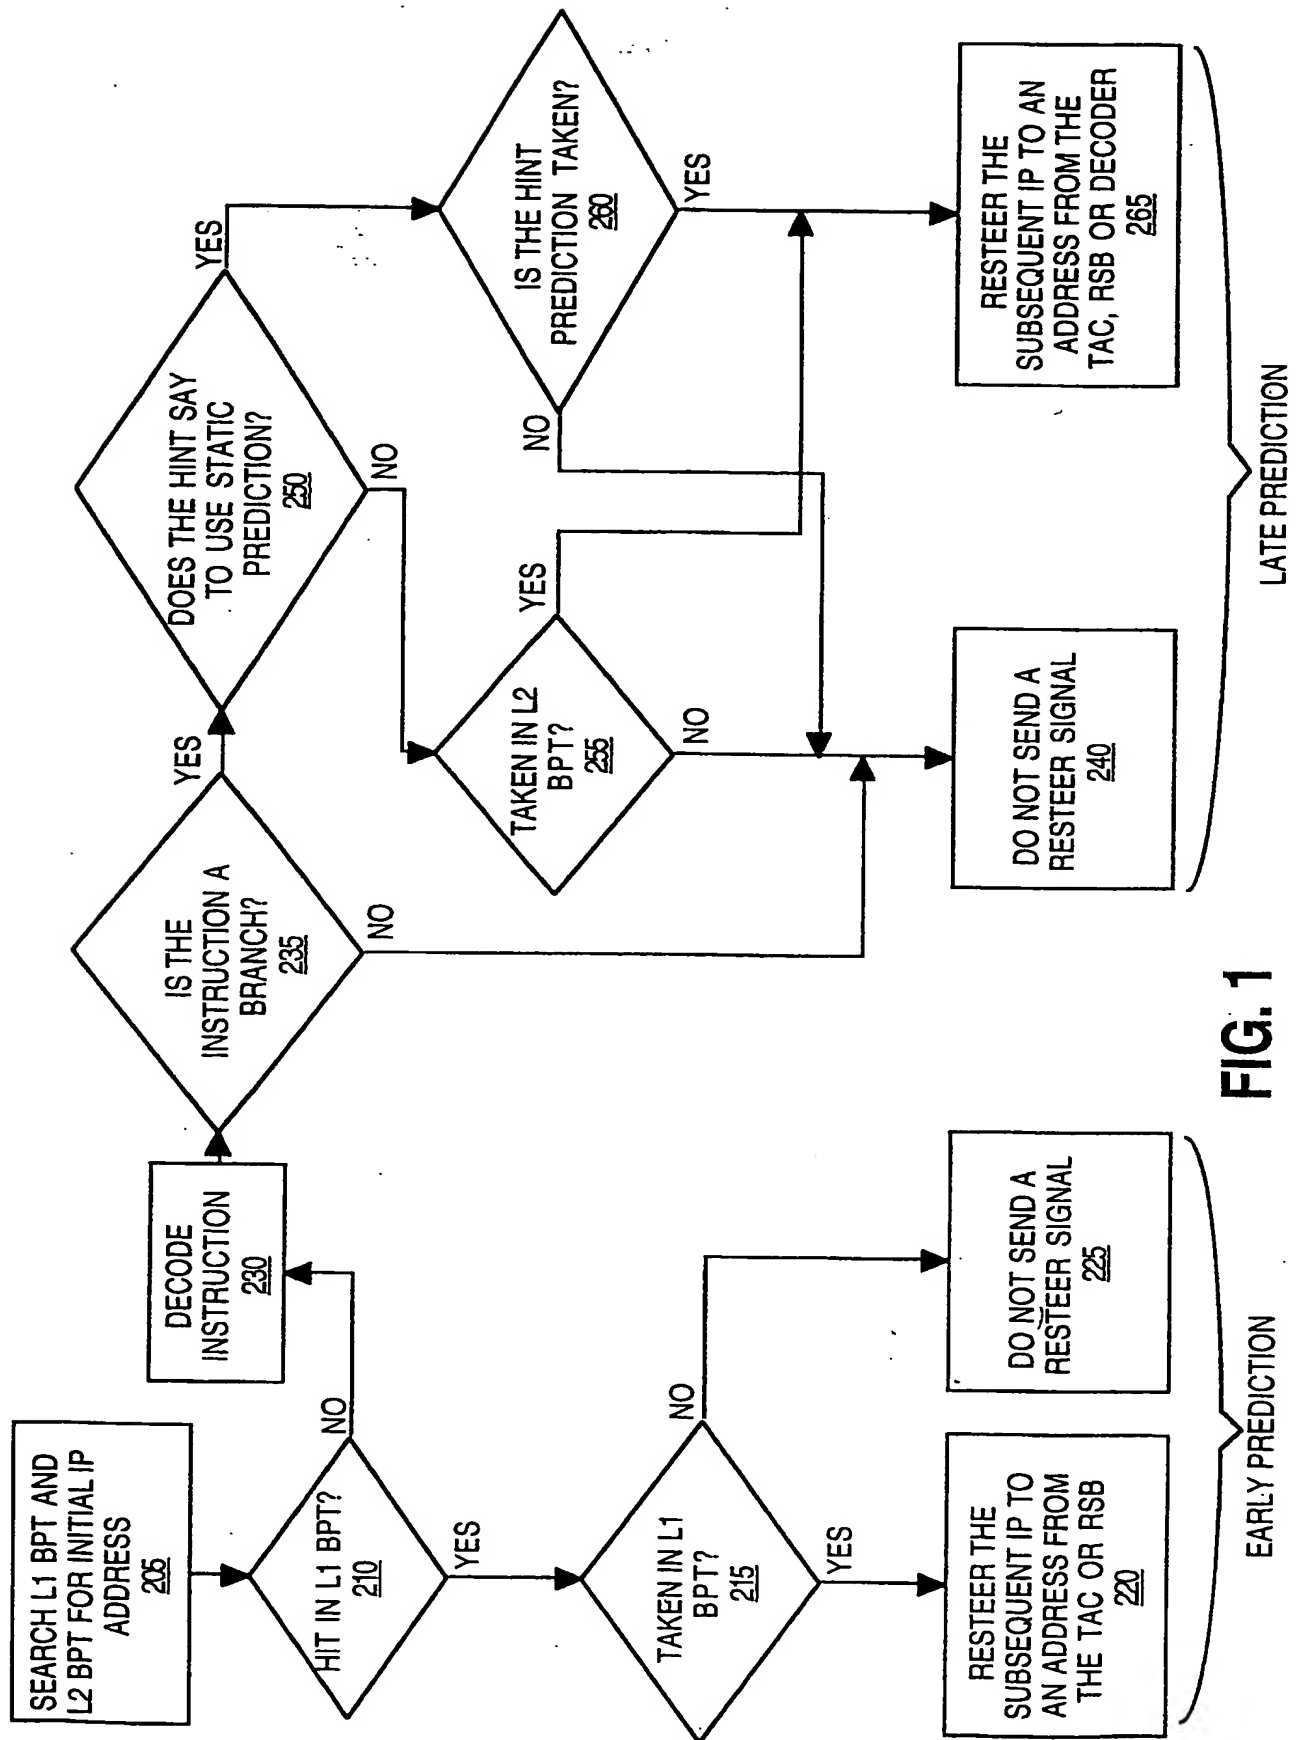 SEARCH L1 BPT AND
L2 BPT FOR INITIAL IP
ADDRESS
205
HIT IN L1 BPT?
210
NO
YES
DECODE
INSTRUCTION
230
TAKEN IN L1
BPT?
215
NO
YES
RESTEER THE
SUBSEQUENT IP TO
AN ADDRESS FROM
THE TAC OR RSB
220
DO NOT SEND A
RESTEER SIGNAL
225
EARLY PREDICTION
IS THE
INSTRUCTION A
BRANCH?
235
YES
NO
DOES THE HINT SAY
TO USE STATIC
PREDICTION?
250
YES
NO
TAKEN IN L2
BPT?
255
YES
NO
IS THE HINT
PREDICTION TAKEN?
260
NO
YES
DO NOT SEND A
RESTEER SIGNAL
240
RESTEER THE
SUBSEQUENT IP TO AN
ADDRESS FROM THE
TAC, RSB OR DECODER
265
LATE PREDICTION
FIG. 1